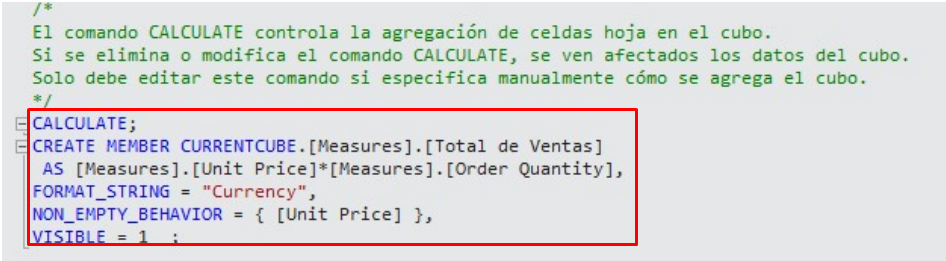 /*
El comando CALCULATE controla la agregación de celdas hoja en el cubo.
Si se elimina o modifica el comando CALCULATE, se ven afectados los datos del cubo.
Solo debe editar este comando si especifica manualmente cómo se agrega el cubo.
*/
CALCULATE;
CREATE MEMBER CURRENTCUBE.[Measures].[Total de Ventas]
AS [Measures].[Unit Price]*[Measures].[Order Quantity],
FORMAT_STRING = "Currency",
NON_EMPTY_BEHAVIOR = { [Unit Price] },
VISIBLE = 1  ;